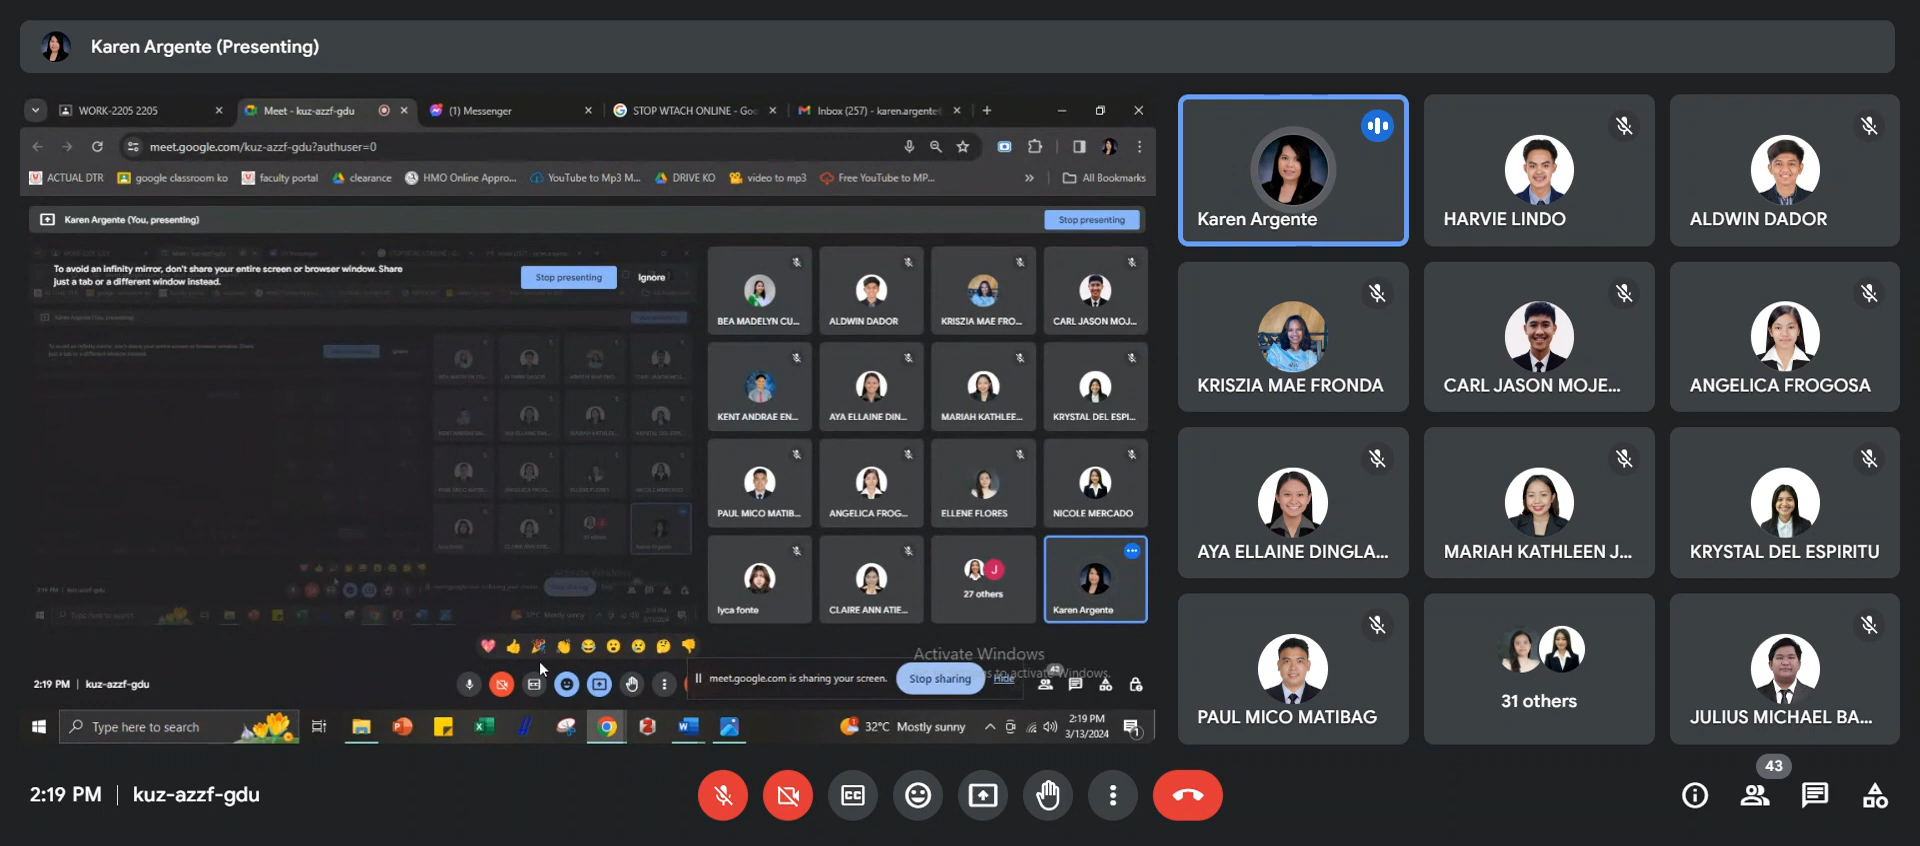 Karen Argente (Presenting)
WORK-2205 2205
Meet - kuz-azzf-gdu
(1) Messenger
STOP WTACH ONLINE - Goo
Inbox (257) - karen.argente
meet.google.com/kuz-azzf-gdu?authuser=0
ACTUAL DTR
google classroom ko
faculty portal
clearance
HMO Online Appro...
YouTube to Mp3 M...
DRIVE KO
video to mp3
Free YouTube to MP...
All Bookmarks
Karen Argente (You, presenting)
Stop presenting
To avoid an infinity mirror, don't share your entire screen or browser window. Share
just a tab or a different window instead.
Stop presenting
Ignore
BEA MADELYN CU...
ALDWIN DADOR
KRISZIA MAE FRO...
CARL JASON MOJ...
KENT ANDRAE EN...
AYA ELLAINE DIN...
MARIAH KATHLEE...
KRYSTAL DEL ESPI...
PAUL MICO MATIB...
ANGELICA FROG...
ELLENE FLORES
NICOLE MERCADO
lyca fonte
CLAIRE ANN ATIE...
J
27 others
Karen Argente
Activate Windows
to activate Windows.
2:19 PM | kuz-azzf-gdu
meet.google.com is sharing your screen.
Stop sharing
Hide
43
Type here to search
32°C Mostly sunny
2:19 PM
3/13/2024
1
Karen Argente
HARVIE LINDO
ALDWIN DADOR
KRISZIA MAE FRONDA
CARL JASON MOJE...
ANGELICA FROGOSA
AYA ELLAINE DINGLA...
MARIAH KATHLEEN J...
KRYSTAL DEL ESPIRITU
PAUL MICO MATIBAG
31 others
JULIUS MICHAEL BA...
2:19 PM | kuz-azzf-gdu
CC
43